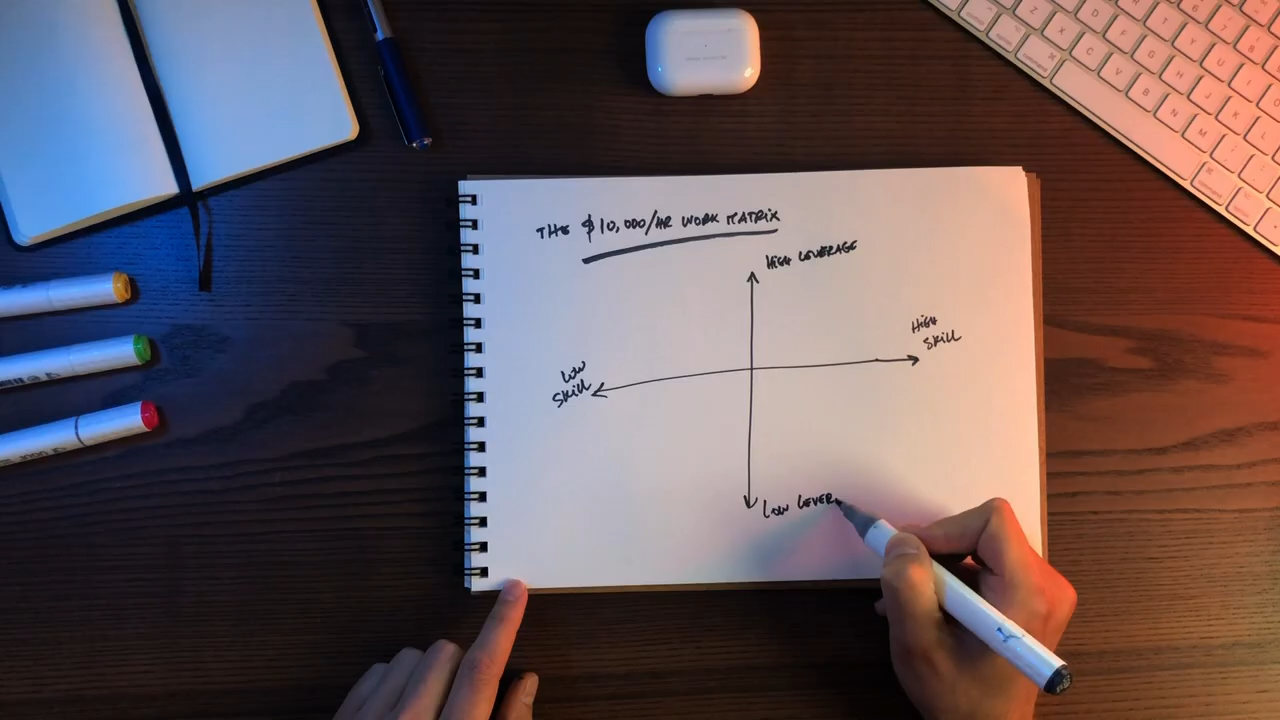 THE $10,000/HR WORK MATRIX
HIGH LEVERAGE
HIGH
SKILL
LOW
SKILL
LOW LEVER